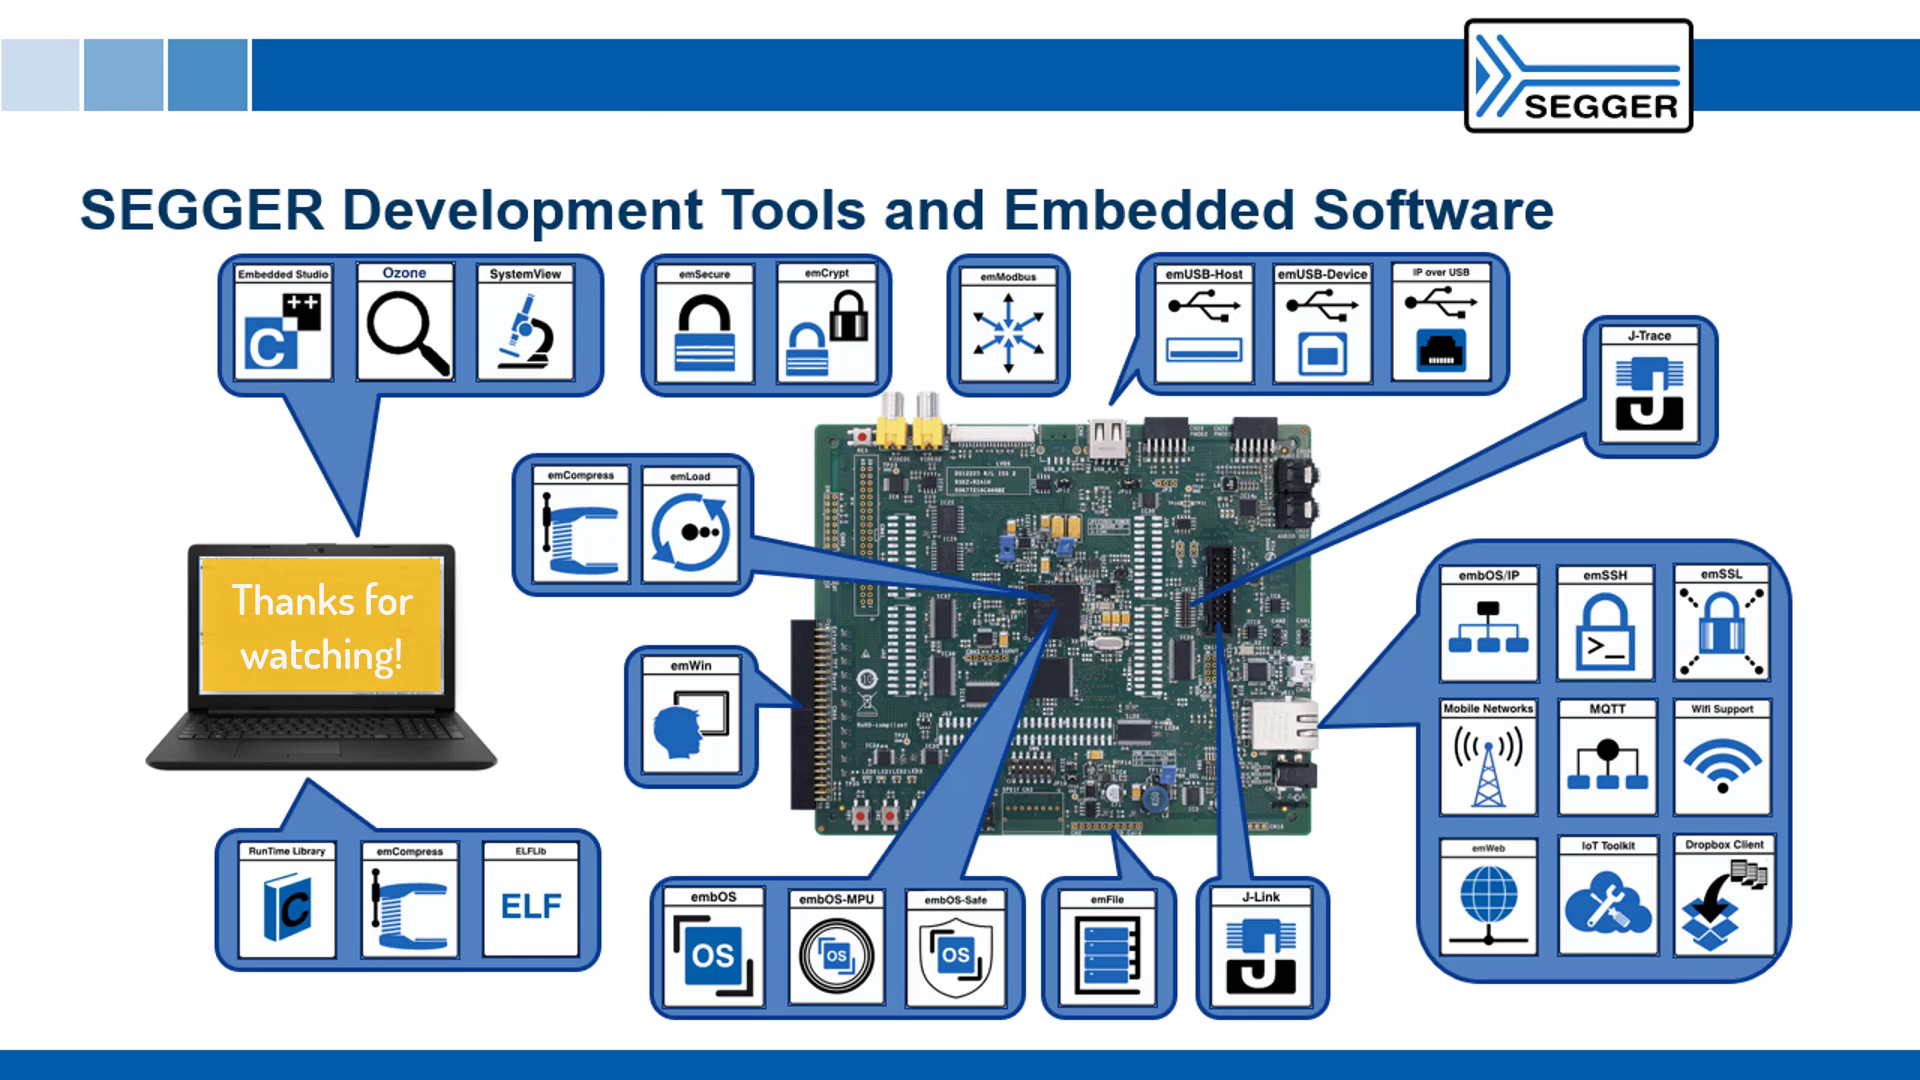 SEGGER
SEGGER Development Tools and Embedded Software
Embedded Studio
++
C
Ozone
SystemView
emSecure
emCrypt
emModbus
emUSB-Host
emUSB-Device
IP over USB
J-Trace
J
emCompress
emLoad
Thanks for
watching!
emWin
embOS/IP
emSSH
>_
emSSL
Mobile Networks
MQTT
Wifi Support
emWeb
IoT Toolkit
Dropbox Client
RunTime Library
C
emCompress
ELFLib
ELF
embOS
OS
embOS-MPU
OS
embOS-Safe
OS
emFile
J-Link
J